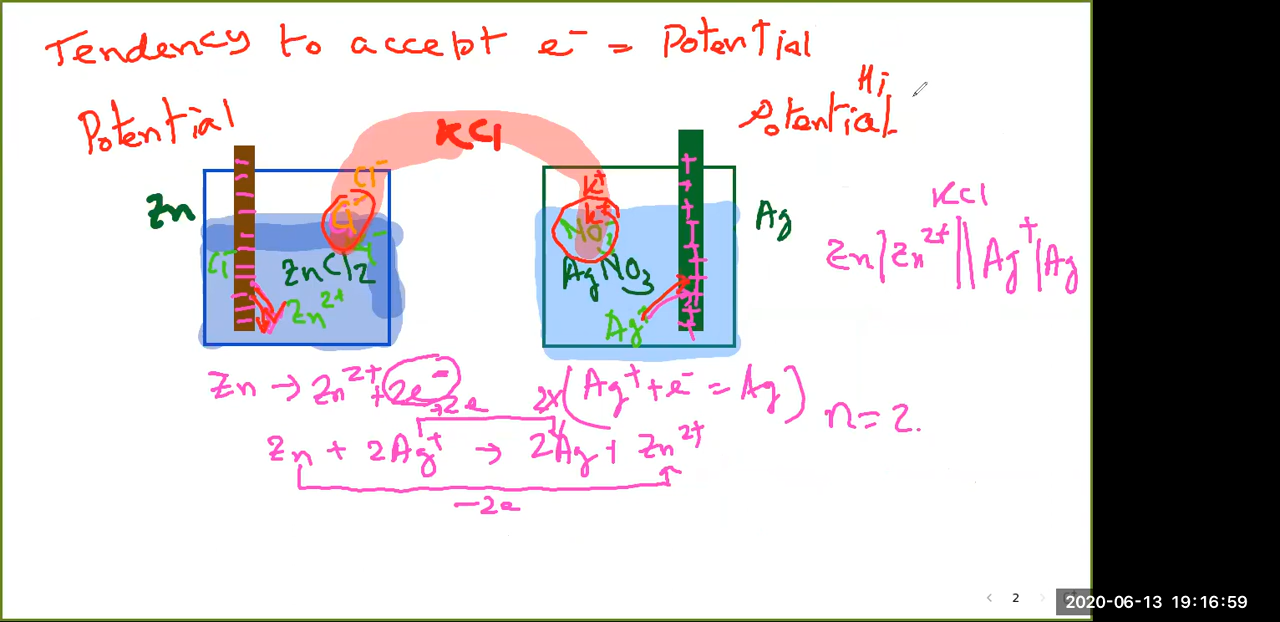 Tendency to accept e⁻ = Potential
Hi
Potential
Potential
KCl
Cl⁻
K⁺
K⁺
Zn
Ag
KCl
NO₃
Zn|Zn²⁺||Ag⁺|Ag
Cl⁻
ZnCl₂
AgNO₃
Zn²⁺
Ag⁺
Zn → Zn²⁺ + 2e⁻
2x(Ag⁺ + e⁻ = Ag)
n = 2.
+2e
Zn + 2Ag⁺ → 2Ag + Zn²⁺
-2e
2
2020-06-13 19:16:59